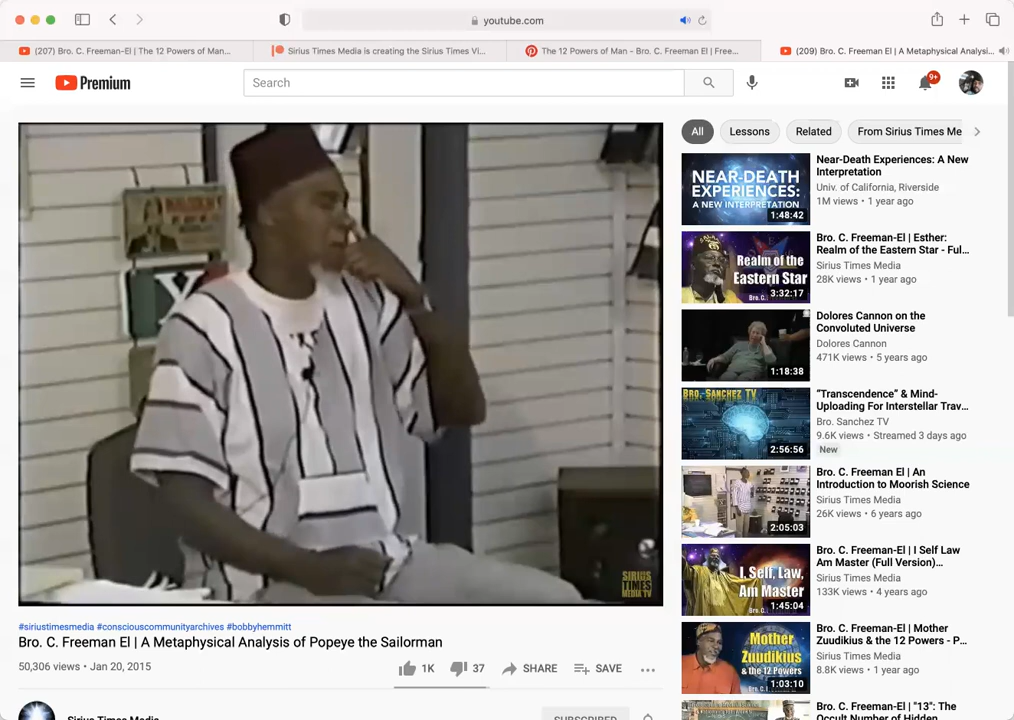 youtube.com
(207) Bro. C. Freeman-El | The 12 Powers of Man...
Sirius Times Media is creating the Sirius Times Vi...
The 12 Powers of Man - Bro. C. Freeman El | Free...
(209) Bro. C. Freeman El | A Metaphysical Analysi...
Premium
Search
9+
All
Lessons
Related
From Sirius Times Me
NEAR-DEATH
EXPERIENCES:
A NEW INTERPRETATION
1:48:42
Near-Death Experiences: A New
Interpretation
Univ. of California, Riverside
1M views • 1 year ago
Realm of the
Eastern Star
Bro. C.
3:32:17
Bro. C. Freeman-El | Esther:
Realm of the Eastern Star - Ful...
Sirius Times Media
28K views • 1 year ago
1:18:38
Dolores Cannon on the
Convoluted Universe
Dolores Cannon
471K views • 5 years ago
BRO. SANCHEZ TV
2:56:56
“Transcendence” & Mind-
Uploading For Interstellar Trav...
Bro. Sanchez TV
9.6K views • Streamed 3 days ago
New
2:05:03
Bro. C. Freeman El | An
Introduction to Moorish Science
Sirius Times Media
26K views • 6 years ago
I, Self, Law,
Am Master
Bro. C.
1:45:04
Bro. C. Freeman-El | I Self Law
Am Master (Full Version)...
Sirius Times Media
133K views • 4 years ago
Mother
Zuudikius
& the 12 Powers
1:03:10
Bro. C. Freeman-El | Mother
Zuudikius & the 12 Powers - P...
Sirius Times Media
8.8K views • 1 year ago
Bro. C. Freeman-El | "13": The
Occult Number of Hidden
SIRIUS
TIMES
MEDIA TV
#siriustimesmedia #consciouscommunityarchives #bobbyhemmitt
Bro. C. Freeman El | A Metaphysical Analysis of Popeye the Sailorman
50,306 views • Jan 20, 2015
1K
37
SHARE
SAVE
Sirius Times Media
SUBSCRIBED